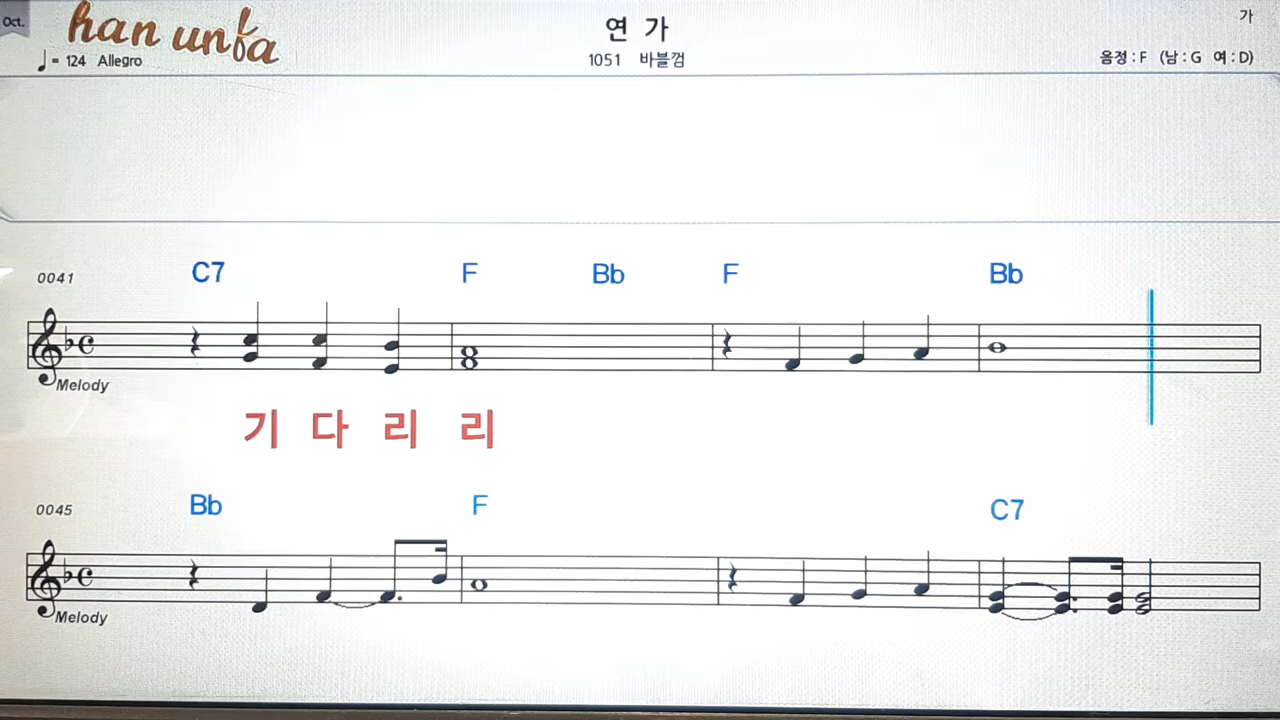 Oct.
han unfa
연 가
가
♩= 124 Allegro
1051 바블껌
음정 : F (남 : G 여 : D)
0041 C7 F Bb F Bb
Melody
기 다 리 리
0045 Bb F C7
Melody